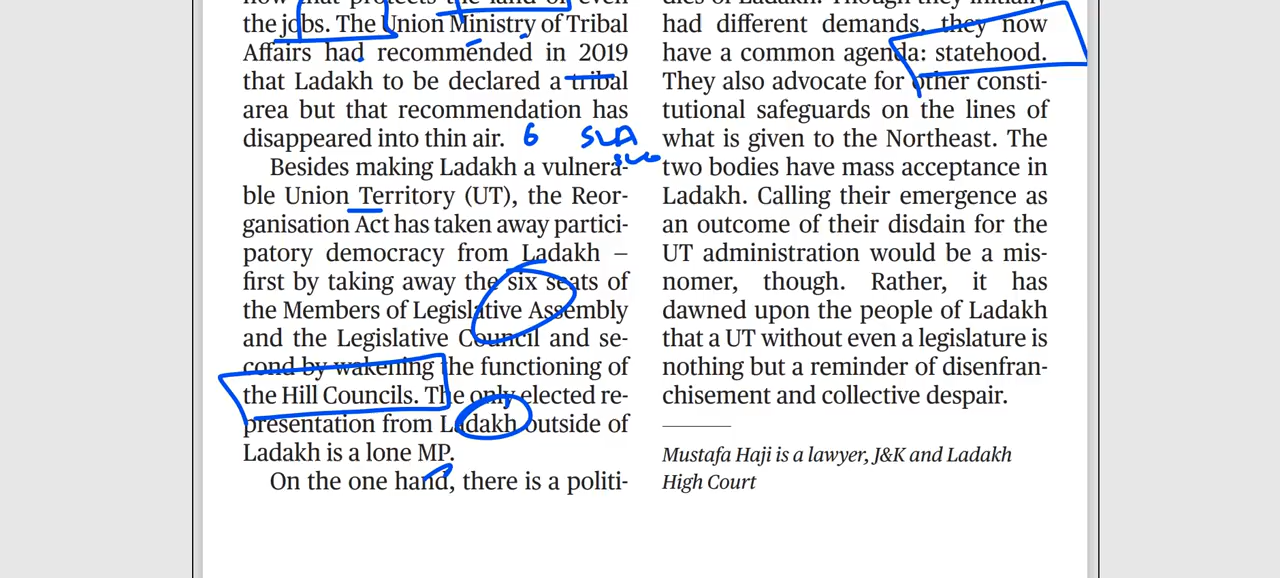 the jobs. The Union Ministry of Tribal
Affairs had recommended in 2019
that Ladakh to be declared a tribal
area but that recommendation has
disappeared into thin air. 6 SLA
Besides making Ladakh a vulnera-
ble Union Territory (UT), the Reor-
ganisation Act has taken away partici-
patory democracy from Ladakh –
first by taking away the six seats of
the Members of Legislative Assembly
and the Legislative Council and se-
cond by wakening the functioning of
the Hill Councils. The only elected re-
presentation from Ladakh outside of
Ladakh is a lone MP.
On the one hand, there is a politi-
had different demands, they now
have a common agenda: statehood.
They also advocate for other consti-
tutional safeguards on the lines of
what is given to the Northeast. The
two bodies have mass acceptance in
Ladakh. Calling their emergence as
an outcome of their disdain for the
UT administration would be a mis-
nomer, though. Rather, it has
dawned upon the people of Ladakh
that a UT without even a legislature is
nothing but a reminder of disenfran-
chisement and collective despair.
Mustafa Haji is a lawyer, J&K and Ladakh
High Court